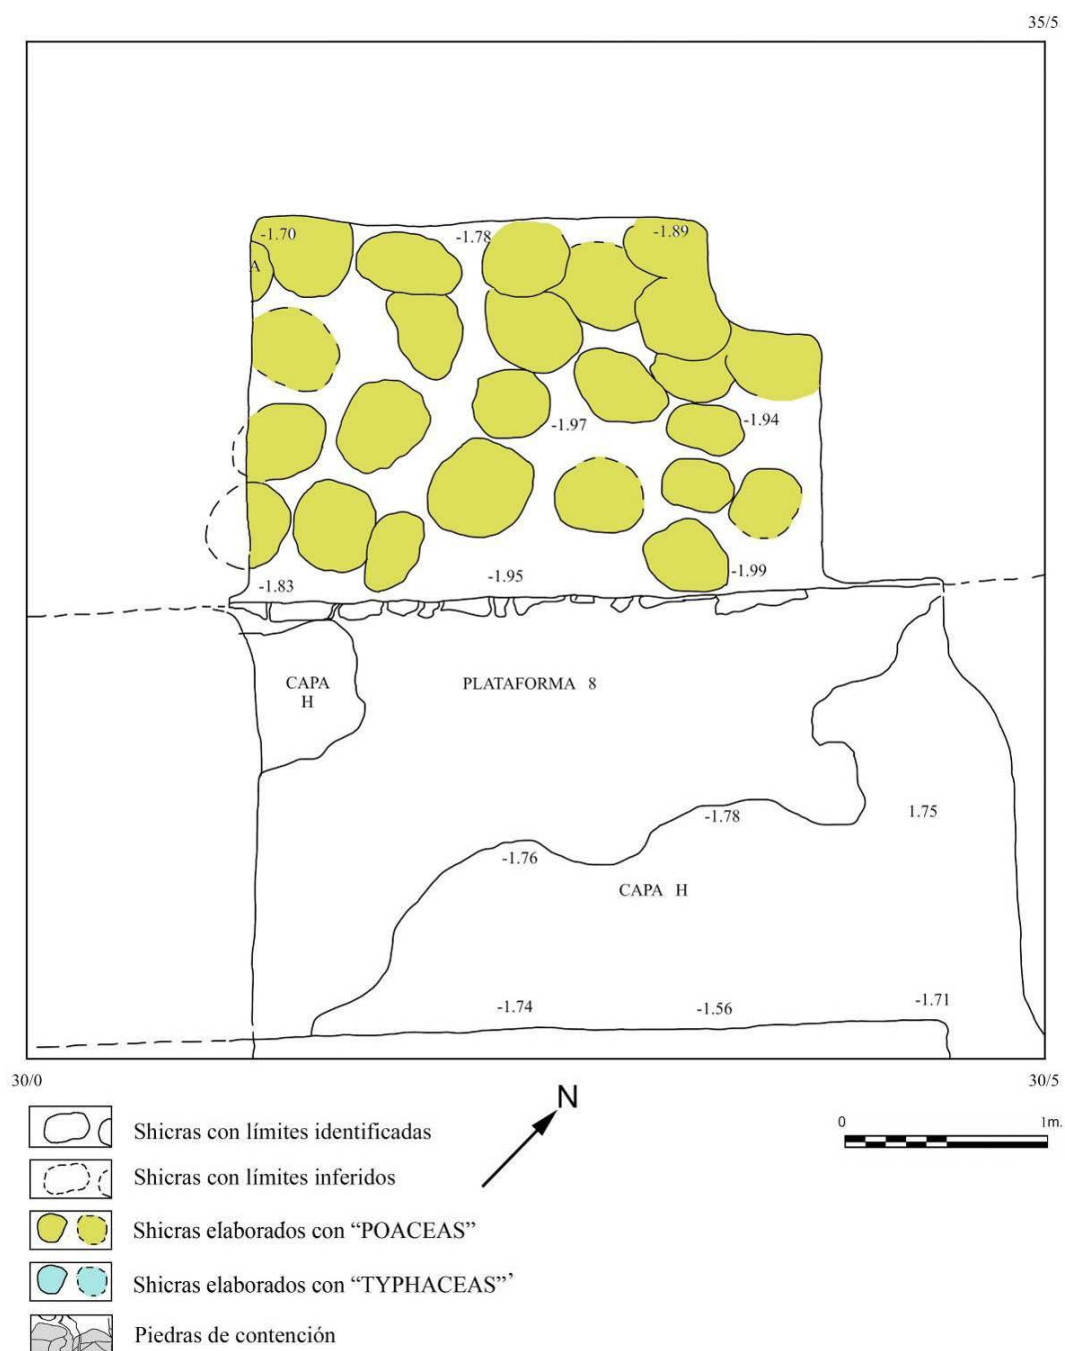 35/5
-1.70
-1.78
-1.89
A
-1.97
-1.94
-1.83
-1.95
-1.99
CAPA
H
PLATAFORMA 8
1.75
-1.78
-1.76
CAPA H
-1.74
-1.56
-1.71
30/0
30/5
N
0
1m.
Shicras con límites identificadas
Shicras con límites inferidos
Shicras elaborados con “POACEAS”
Shicras elaborados con “TYPHACEAS”’
Piedras de contención